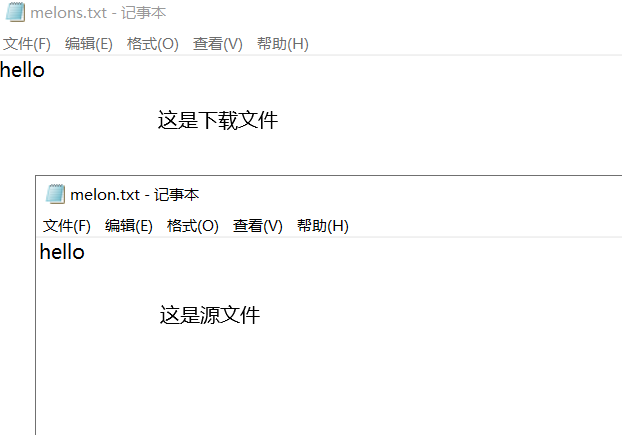 melons.txt - 记事本
文件(F) 编辑(E) 格式(O) 查看(V) 帮助(H)
hello
这是下载文件
melon.txt - 记事本
文件(F) 编辑(E) 格式(O) 查看(V) 帮助(H)
hello
这是源文件